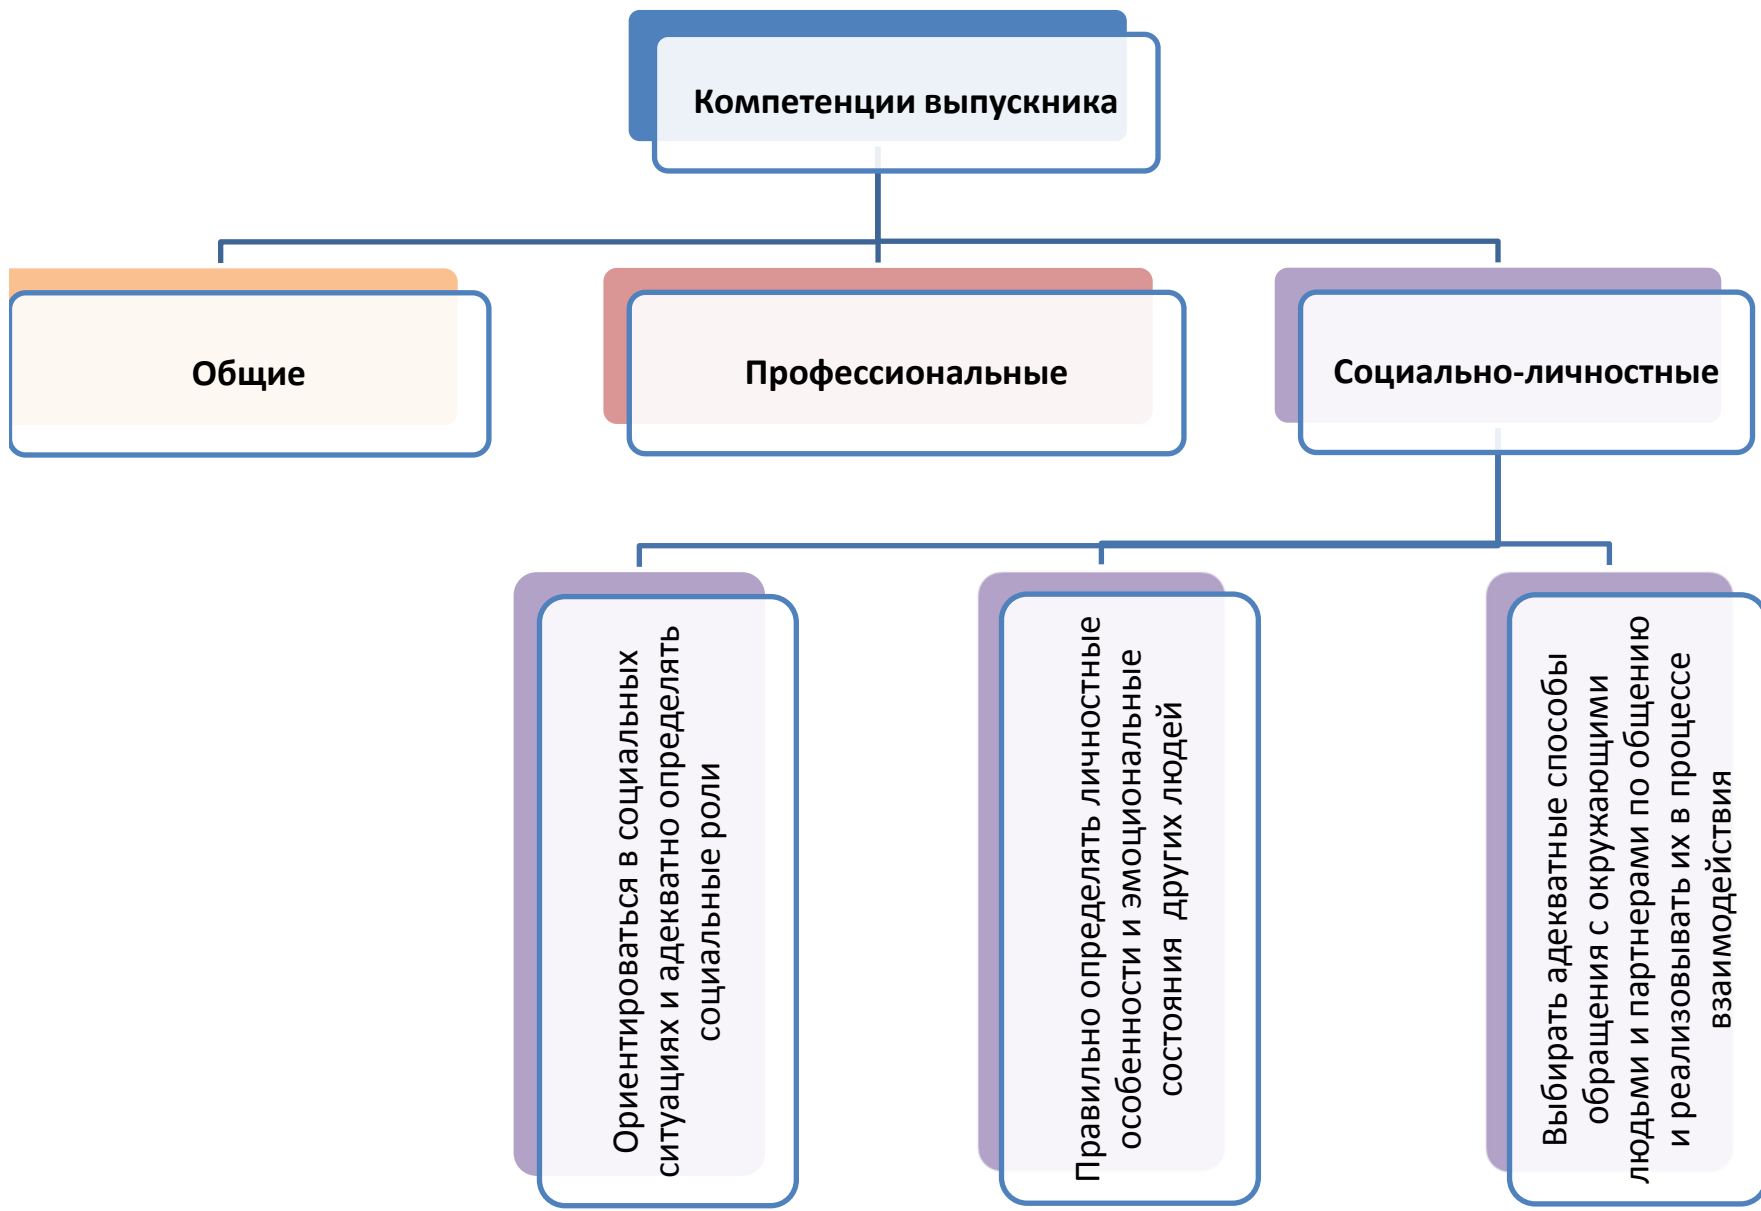 Компетенции выпускника
Общие
Профессиональные
Социально-личностные
Ориентироваться в социальных
ситуациях и адекватно определять
социальные роли
Правильно определять личностные
особенности и эмоциональные
состояния  других людей
Выбирать адекватные способы
обращения с окружающими
людьми и партнерами по общению
и реализовывать их в процессе
взаимодействия